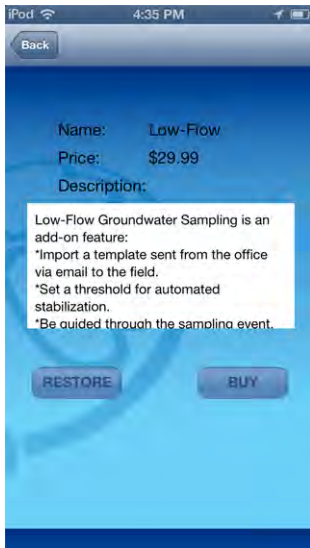 iPod 4:35 PM
Back
Name: Low-Flow
Price: $29.99
Description:
Low-Flow Groundwater Sampling is an
add-on feature:
*Import a template sent from the office
via email to the field.
*Set a threshold for automated
stabilization.
*Be guided through the sampling event.
RESTORE BUY